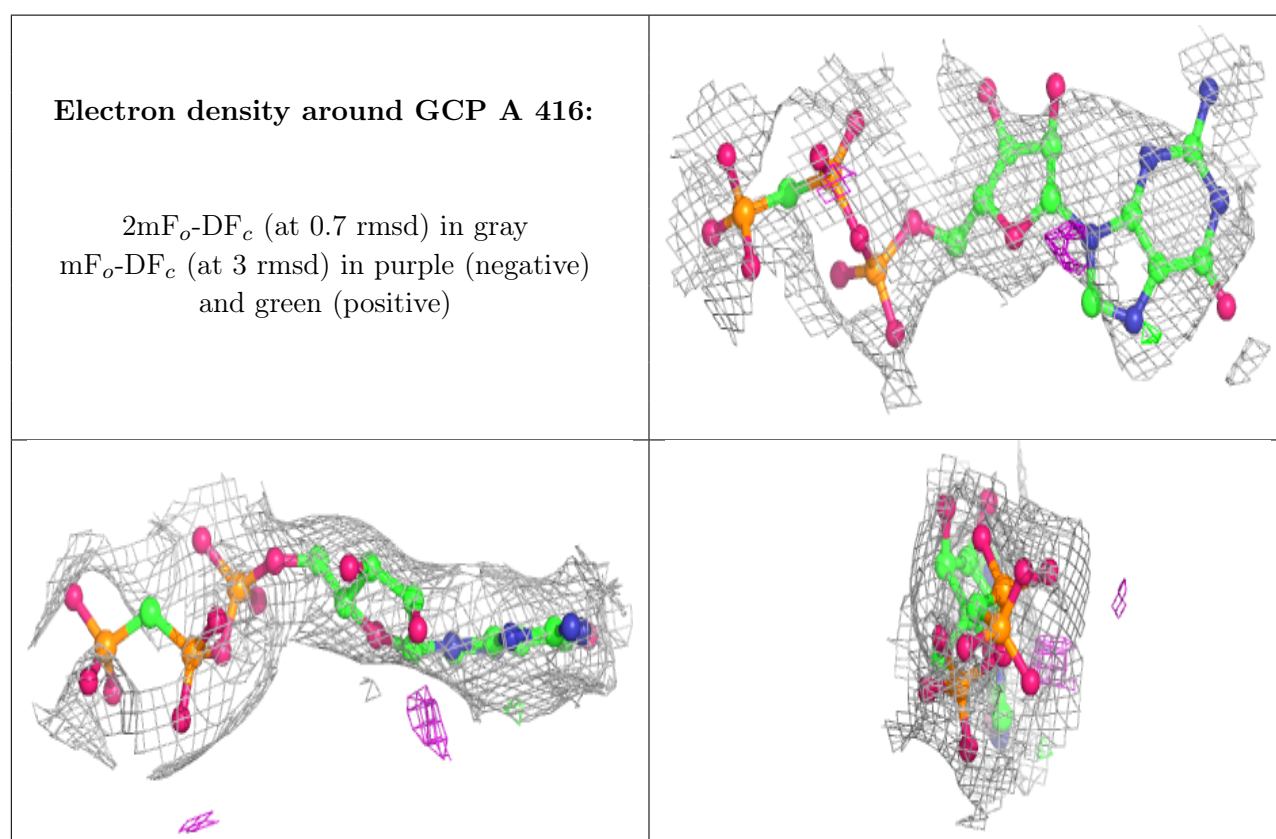 Electron density around GCP A 416:
2mFo-DFc (at 0.7 rmsd) in gray
mFo-DFc (at 3 rmsd) in purple (negative)
and green (positive)